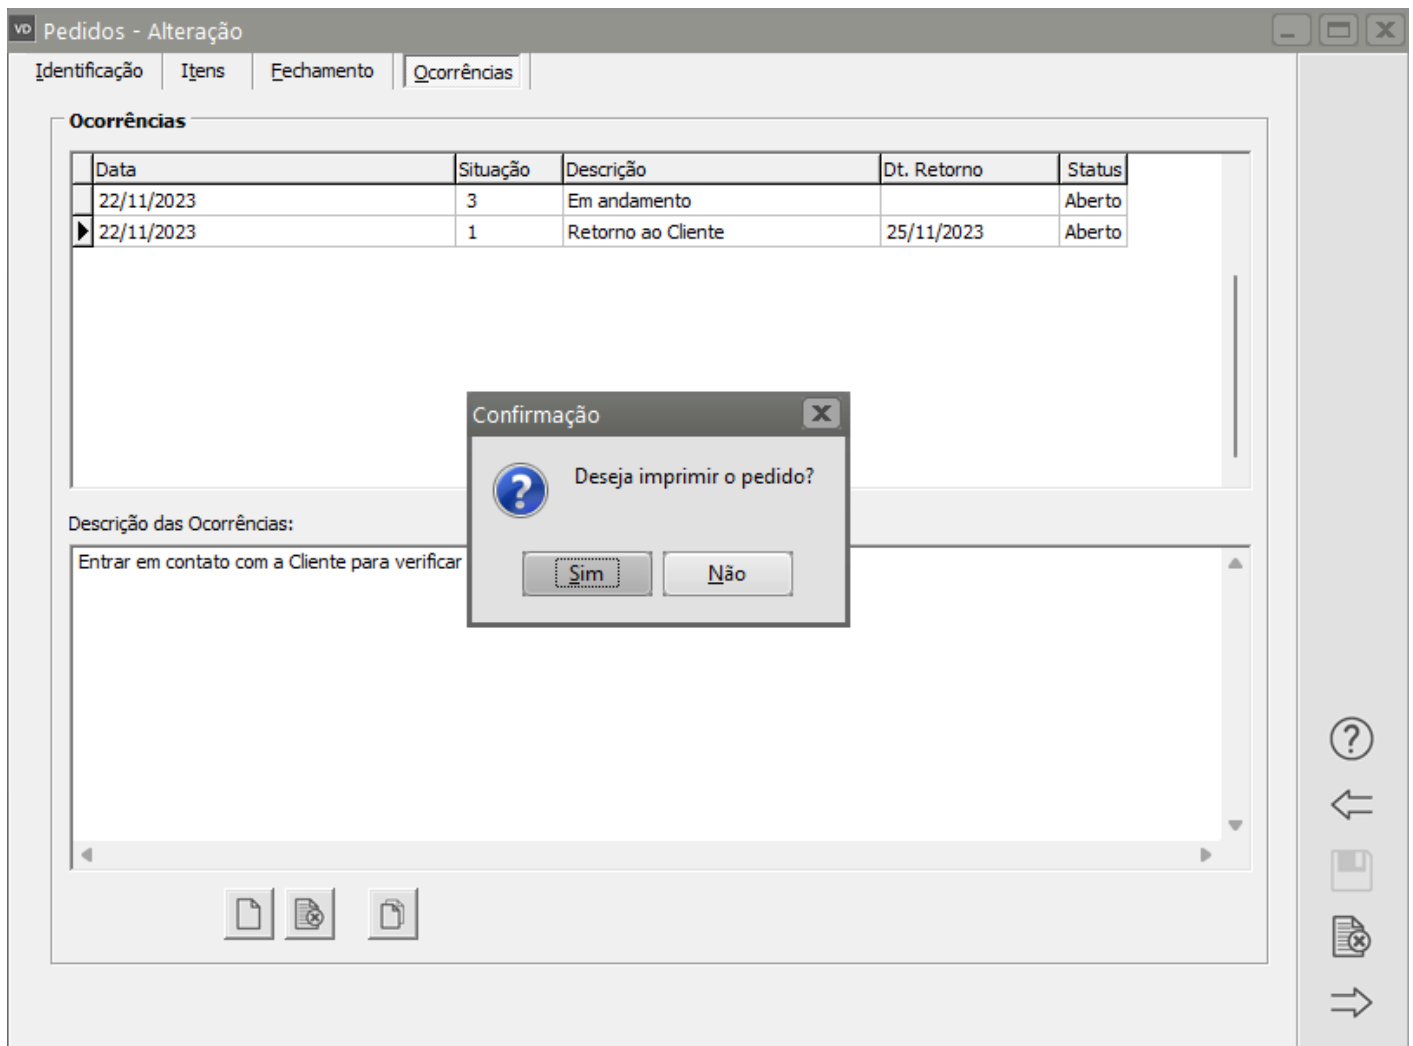 VD Pedidos - Alteração
Identificação Itens Fechamento Ocorrências
Ocorrências
Data Situação Descrição Dt. Retorno Status
22/11/2023 3 Em andamento Aberto
22/11/2023 1 Retorno ao Cliente 25/11/2023 Aberto
Confirmação
Deseja imprimir o pedido?
Sim Não
Descrição das Ocorrências:
Entrar em contato com a Cliente para verificar